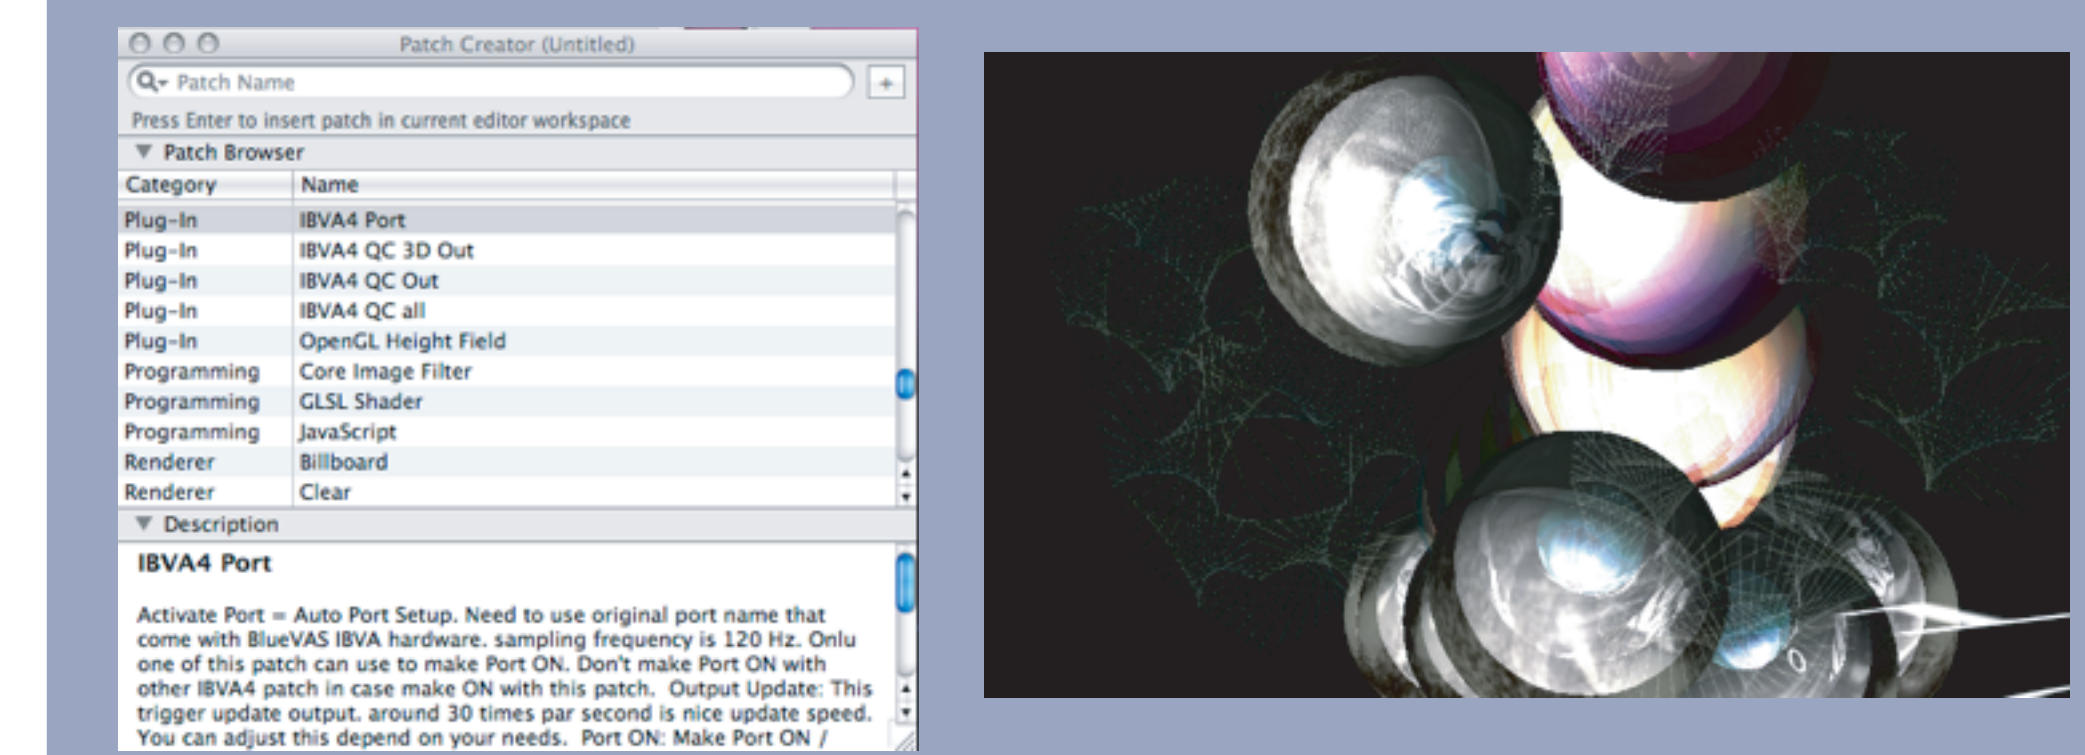 Patch Creator (Untitled)
Patch Name
+
Press Enter to insert patch in current editor workspace
Patch Browser
Category Name
Plug-In IBVA4 Port
Plug-In IBVA4 QC 3D Out
Plug-In IBVA4 QC Out
Plug-In IBVA4 QC all
Plug-In OpenGL Height Field
Programming Core Image Filter
Programming GLSL Shader
Programming JavaScript
Renderer Billboard
Renderer Clear
Description
IBVA4 Port
Activate Port = Auto Port Setup. Need to use original port name that
come with BlueVAS IBVA hardware. sampling frequency is 120 Hz. Onlu
one of this patch can use to make Port ON. Don't make Port ON with
other IBVA4 patch in case make ON with this patch. Output Update: This
trigger update output. around 30 times par second is nice update speed.
You can adjust this depend on your needs. Port ON: Make Port ON /